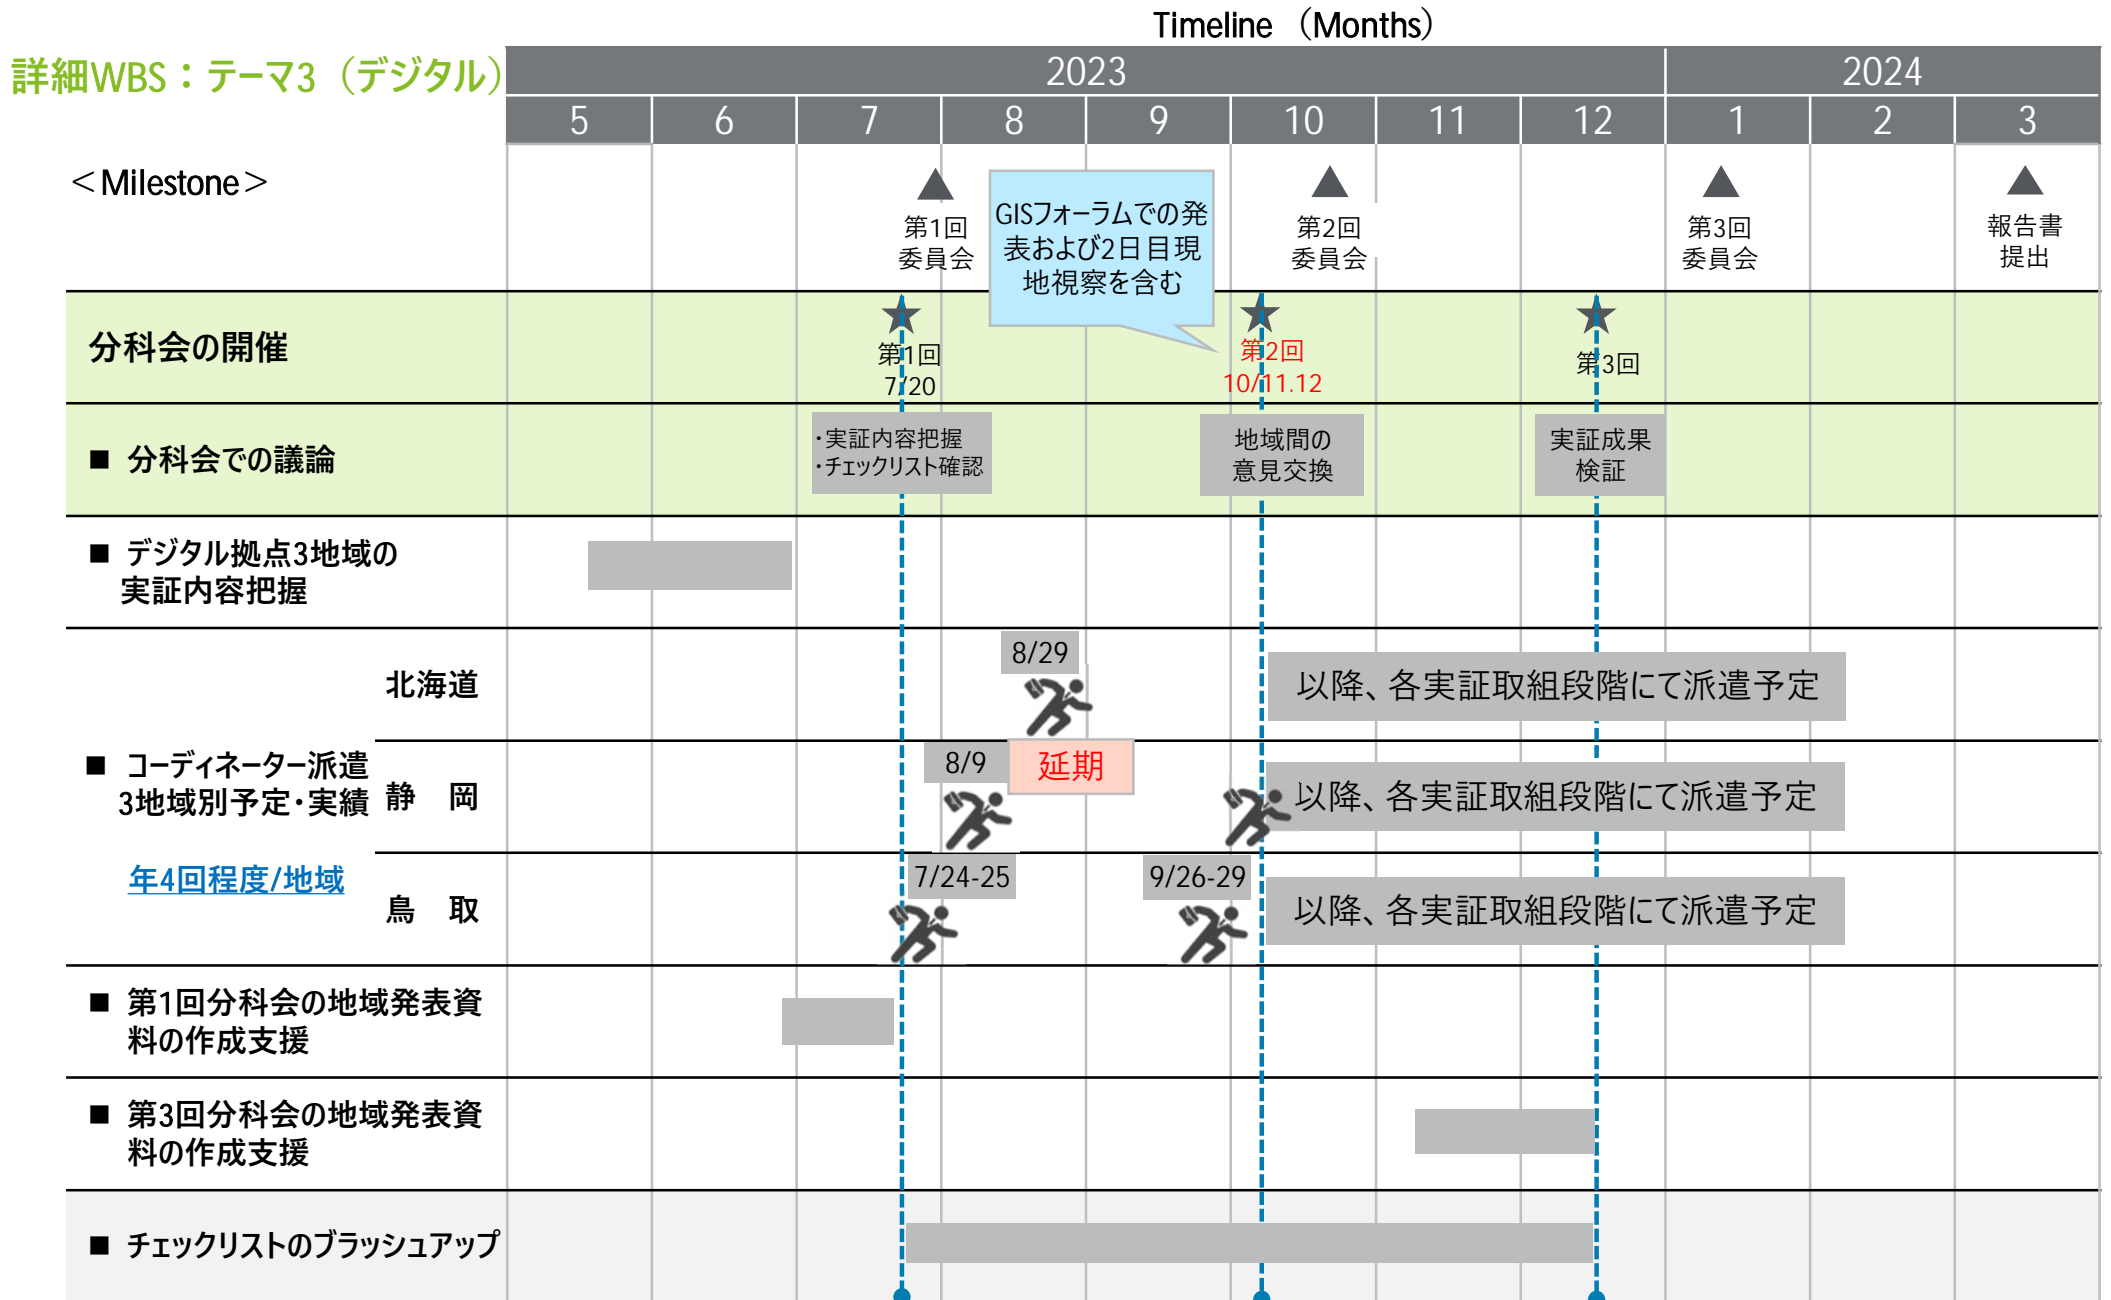 Timeline （Months）
詳細WBS：テーマ3（デジタル）
2023
2024
5
6
7
8
9
10
11
12
1
2
3
＜Milestone＞
第1回
委員会
GISフォーラムでの発
表および2日目現
地視察を含む
第2回
委員会
第3回
委員会
報告書
提出
分科会の開催
第1回
7/20
第2回
10/11.12
第3回
■ 分科会での議論
・実証内容把握
・チェックリスト確認
地域間の
意見交換
実証成果
検証
■ デジタル拠点3地域の
実証内容把握
■ コーディネーター派遣
3地域別予定・実績
年4回程度/地域
北海道
8/29
以降、各実証取組段階にて派遣予定
静　岡
8/9
延期
以降、各実証取組段階にて派遣予定
鳥　取
7/24-25
9/26-29
以降、各実証取組段階にて派遣予定
■ 第1回分科会の地域発表資
料の作成支援
■ 第3回分科会の地域発表資
料の作成支援
■ チェックリストのブラッシュアップ